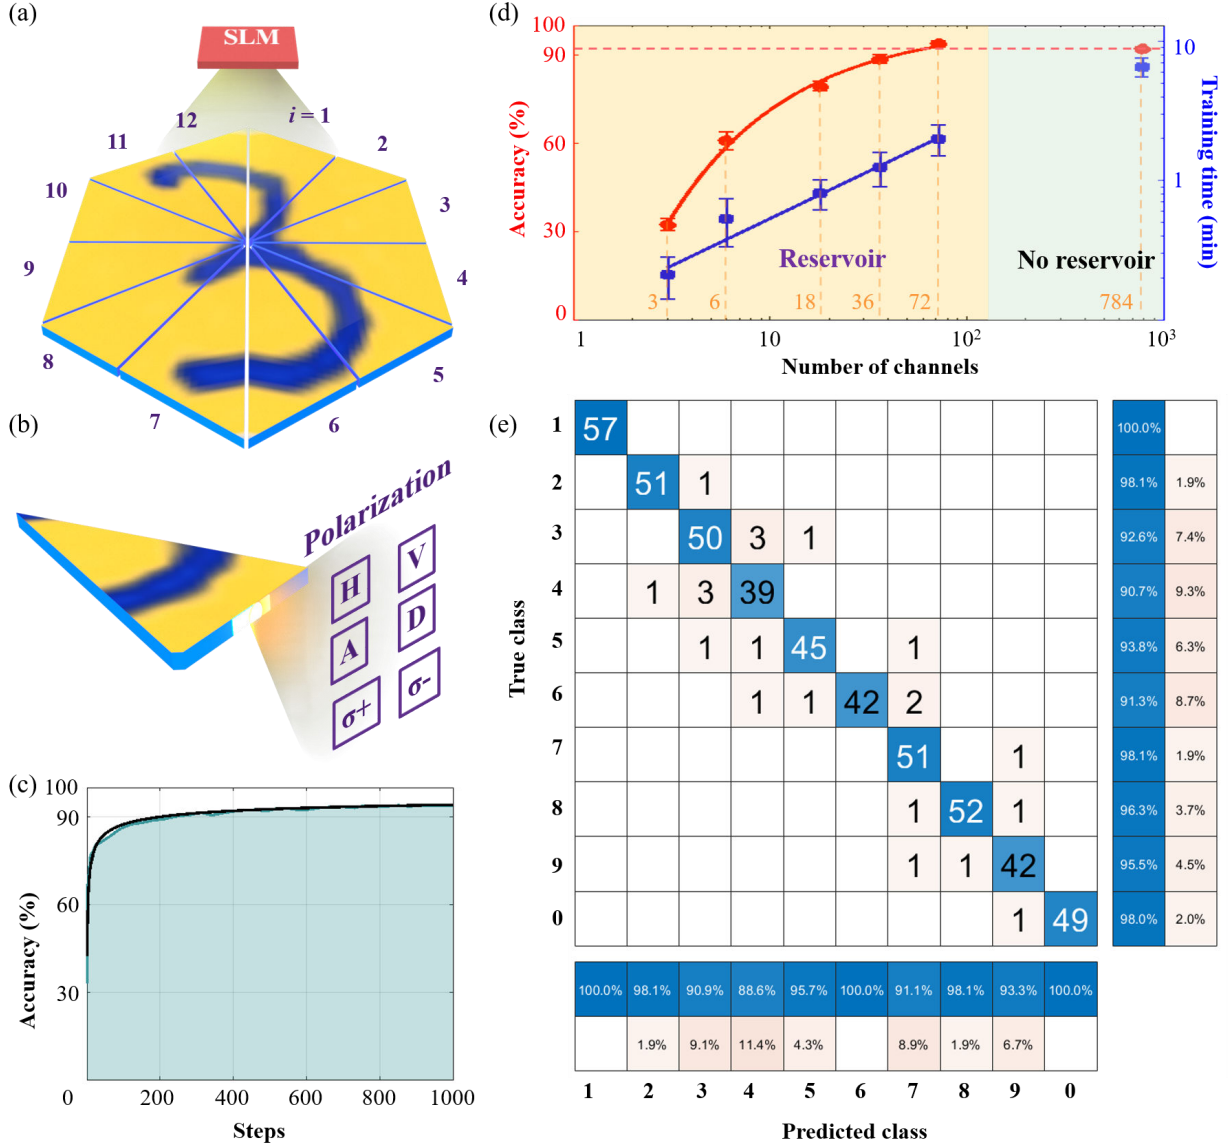 (a)
SLM
i = 1
2
3
4
5
6
7
8
9
10
11
12
(b)
Polarization
H
V
A
D
σ+
σ-
(c)
100
90
60
30
0
200
400
600
800
1000
Accuracy (%)
Steps
(d)
100
90
60
30
0
Accuracy (%)
10
1
Training time (min)
Reservoir
No reservoir
3
6
18
36
72
784
1
10
10²
10³
Number of channels
(e)
True class
1 57 100.0%
2 51 1 98.1% 1.9%
3 50 3 1 92.6% 7.4%
4 1 3 39 90.7% 9.3%
5 1 1 45 1 93.8% 6.3%
6 1 1 42 2 91.3% 8.7%
7 51 1 98.1% 1.9%
8 1 52 1 96.3% 3.7%
9 1 1 42 95.5% 4.5%
0 1 49 98.0% 2.0%
100.0% 98.1% 90.9% 88.6% 95.7% 100.0% 91.1% 98.1% 93.3% 100.0%
1.9% 9.1% 11.4% 4.3% 8.9% 1.9% 6.7%
1 2 3 4 5 6 7 8 9 0
Predicted class